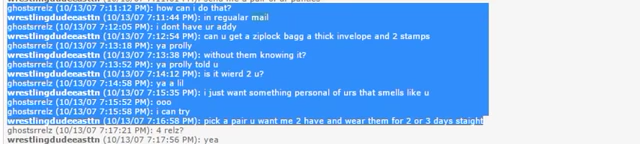 ghostsrrelz (10/13/07 7:11:12 PM): how can i do that?
wrestlingdudeeasttn (10/13/07 7:11:44 PM): in regualar mail
ghostsrrelz (10/13/07 7:12:05 PM): i dont have ur addy
wrestlingdudeeasttn (10/13/07 7:12:54 PM): can u get a ziplock bagg a thick invelope and 2 stamps
ghostsrrelz (10/13/07 7:13:18 PM): ya prolly
wrestlingdudeeasttn (10/13/07 7:13:38 PM): without them knowing it?
ghostsrrelz (10/13/07 7:13:52 PM): ya prolly told u
wrestlingdudeeasttn (10/13/07 7:14:12 PM): is it wierd 2 u?
ghostsrrelz (10/13/07 7:14:58 PM): ya a lil
wrestlingdudeeasttn (10/13/07 7:15:35 PM): i just want something personal of urs that smells like u
ghostsrrelz (10/13/07 7:15:52 PM): ooo
ghostsrrelz (10/13/07 7:15:58 PM): i can try
wrestlingdudeeasttn (10/13/07 7:16:58 PM): pick a pair u want me 2 have and wear them for 2 or 3 days staight
ghostsrrelz (10/13/07 7:17:21 PM): 4 relz?
wrestlingdudeeasttn (10/13/07 7:17:56 PM): yea